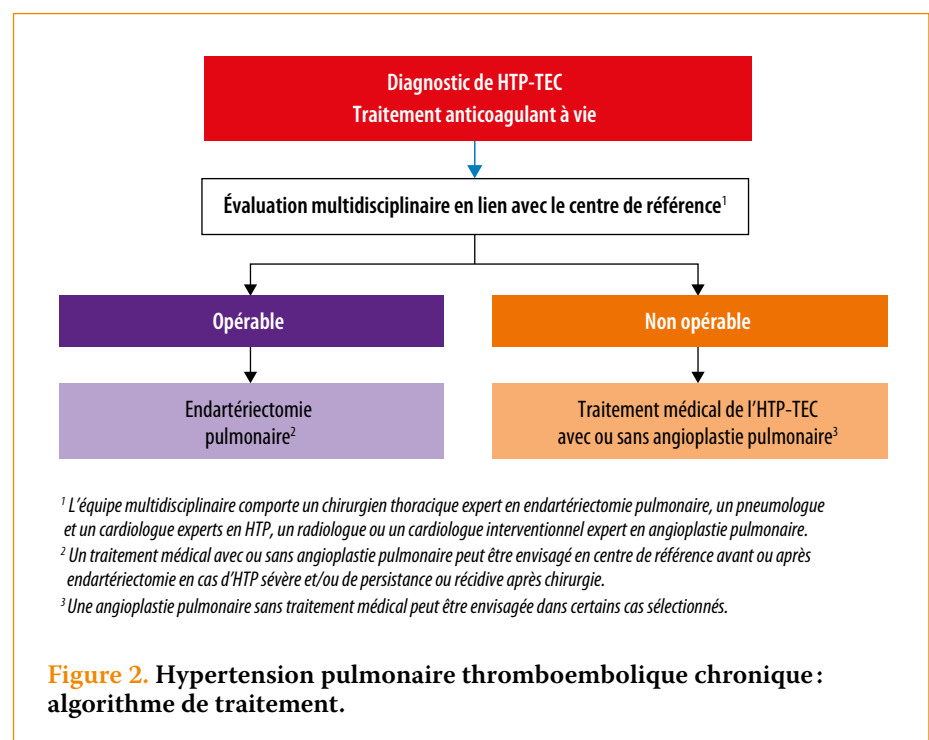 Diagnostic de HTP-TEC
Traitement anticoagulant à vie
Évaluation multidisciplinaire en lien avec le centre de référence¹
Opérable
Non opérable
Endartériectomie
pulmonaire²
Traitement médical de l'HTP-TEC
avec ou sans angioplastie pulmonaire³
¹ L'équipe multidisciplinaire comporte un chirurgien thoracique expert en endartériectomie pulmonaire, un pneumologue
et un cardiologue experts en HTP, un radiologue ou un cardiologue interventionnel expert en angioplastie pulmonaire.
² Un traitement médical avec ou sans angioplastie pulmonaire peut être envisagé en centre de référence avant ou après
endartériectomie en cas d'HTP sévère et/ou de persistance ou récidive après chirurgie.
³ Une angioplastie pulmonaire sans traitement médical peut être envisagée dans certains cas sélectionnés.
Figure 2. Hypertension pulmonaire thromboembolique chronique :
algorithme de traitement.